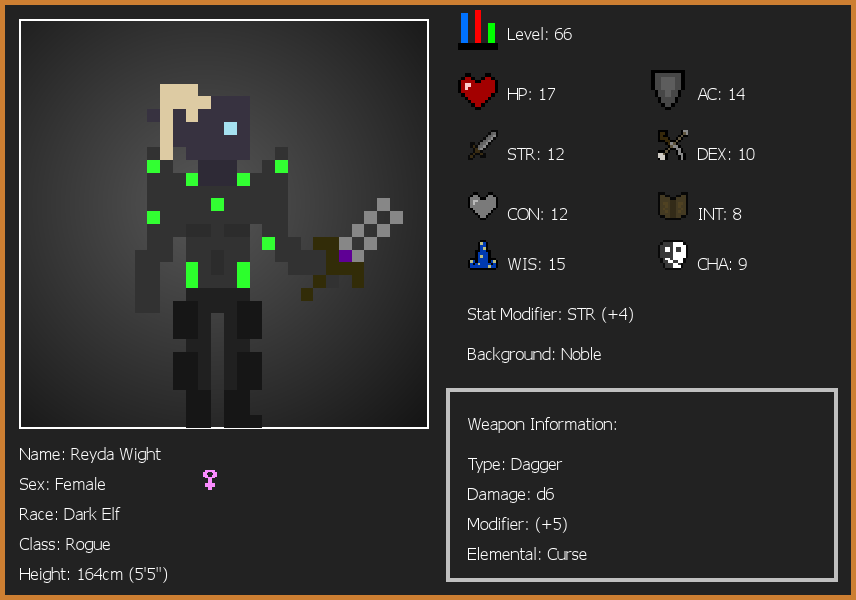 Level: 66
HP: 17
AC: 14
STR: 12
DEX: 10
CON: 12
INT: 8
WIS: 15
CHA: 9
Stat Modifier: STR (+4)
Background: Noble
Weapon Information:
Type: Dagger
Damage: d6
Modifier: (+5)
Elemental: Curse
Name: Reyda Wight
Sex: Female
Race: Dark Elf
Class: Rogue
Height: 164cm (5'5")